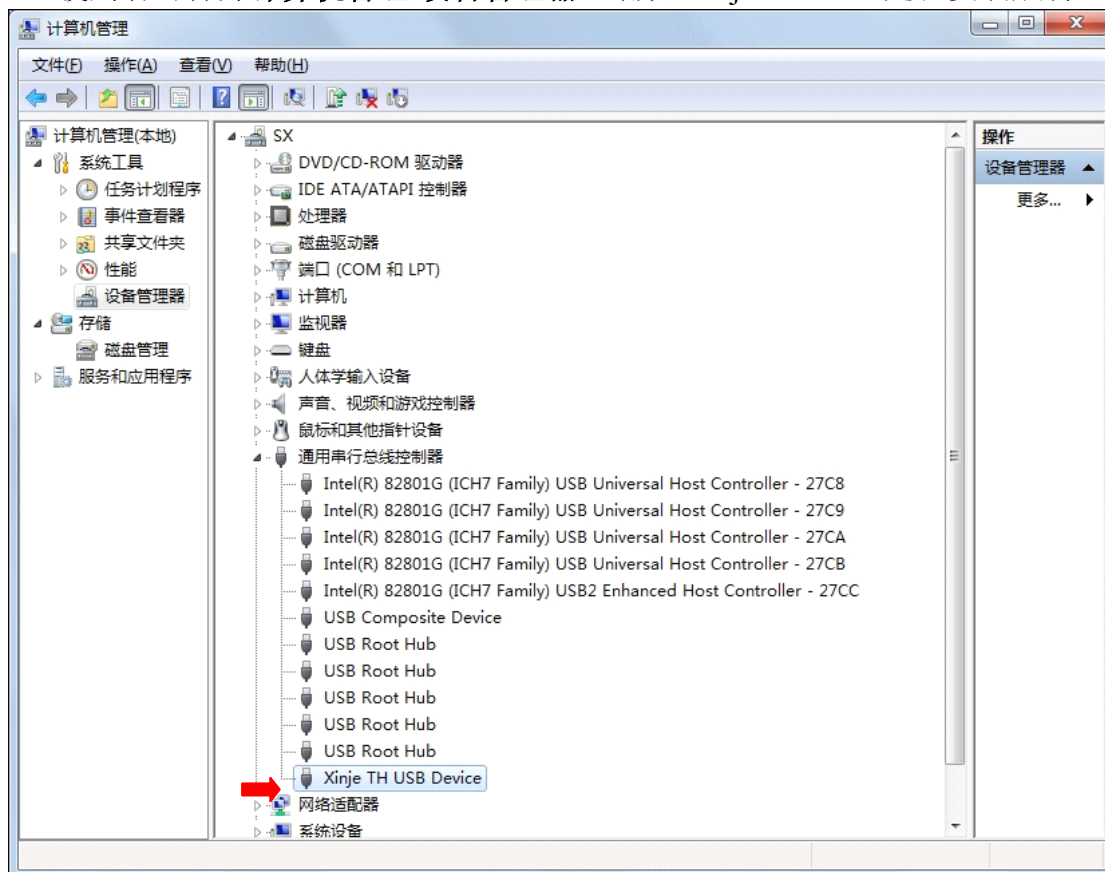 计算机管理
文件(F) 操作(A) 查看(V) 帮助(H)
计算机管理(本地)
系统工具
任务计划程序
事件查看器
共享文件夹
性能
设备管理器
存储
磁盘管理
服务和应用程序
SX
DVD/CD-ROM 驱动器
IDE ATA/ATAPI 控制器
处理器
磁盘驱动器
端口 (COM 和 LPT)
计算机
监视器
键盘
人体学输入设备
声音、视频和游戏控制器
鼠标和其他指针设备
通用串行总线控制器
Intel(R) 82801G (ICH7 Family) USB Universal Host Controller - 27C8
Intel(R) 82801G (ICH7 Family) USB Universal Host Controller - 27C9
Intel(R) 82801G (ICH7 Family) USB Universal Host Controller - 27CA
Intel(R) 82801G (ICH7 Family) USB Universal Host Controller - 27CB
Intel(R) 82801G (ICH7 Family) USB2 Enhanced Host Controller - 27CC
USB Composite Device
USB Root Hub
USB Root Hub
USB Root Hub
USB Root Hub
USB Root Hub
Xinje TH USB Device
网络适配器
系统设备
操作
设备管理器
更多...